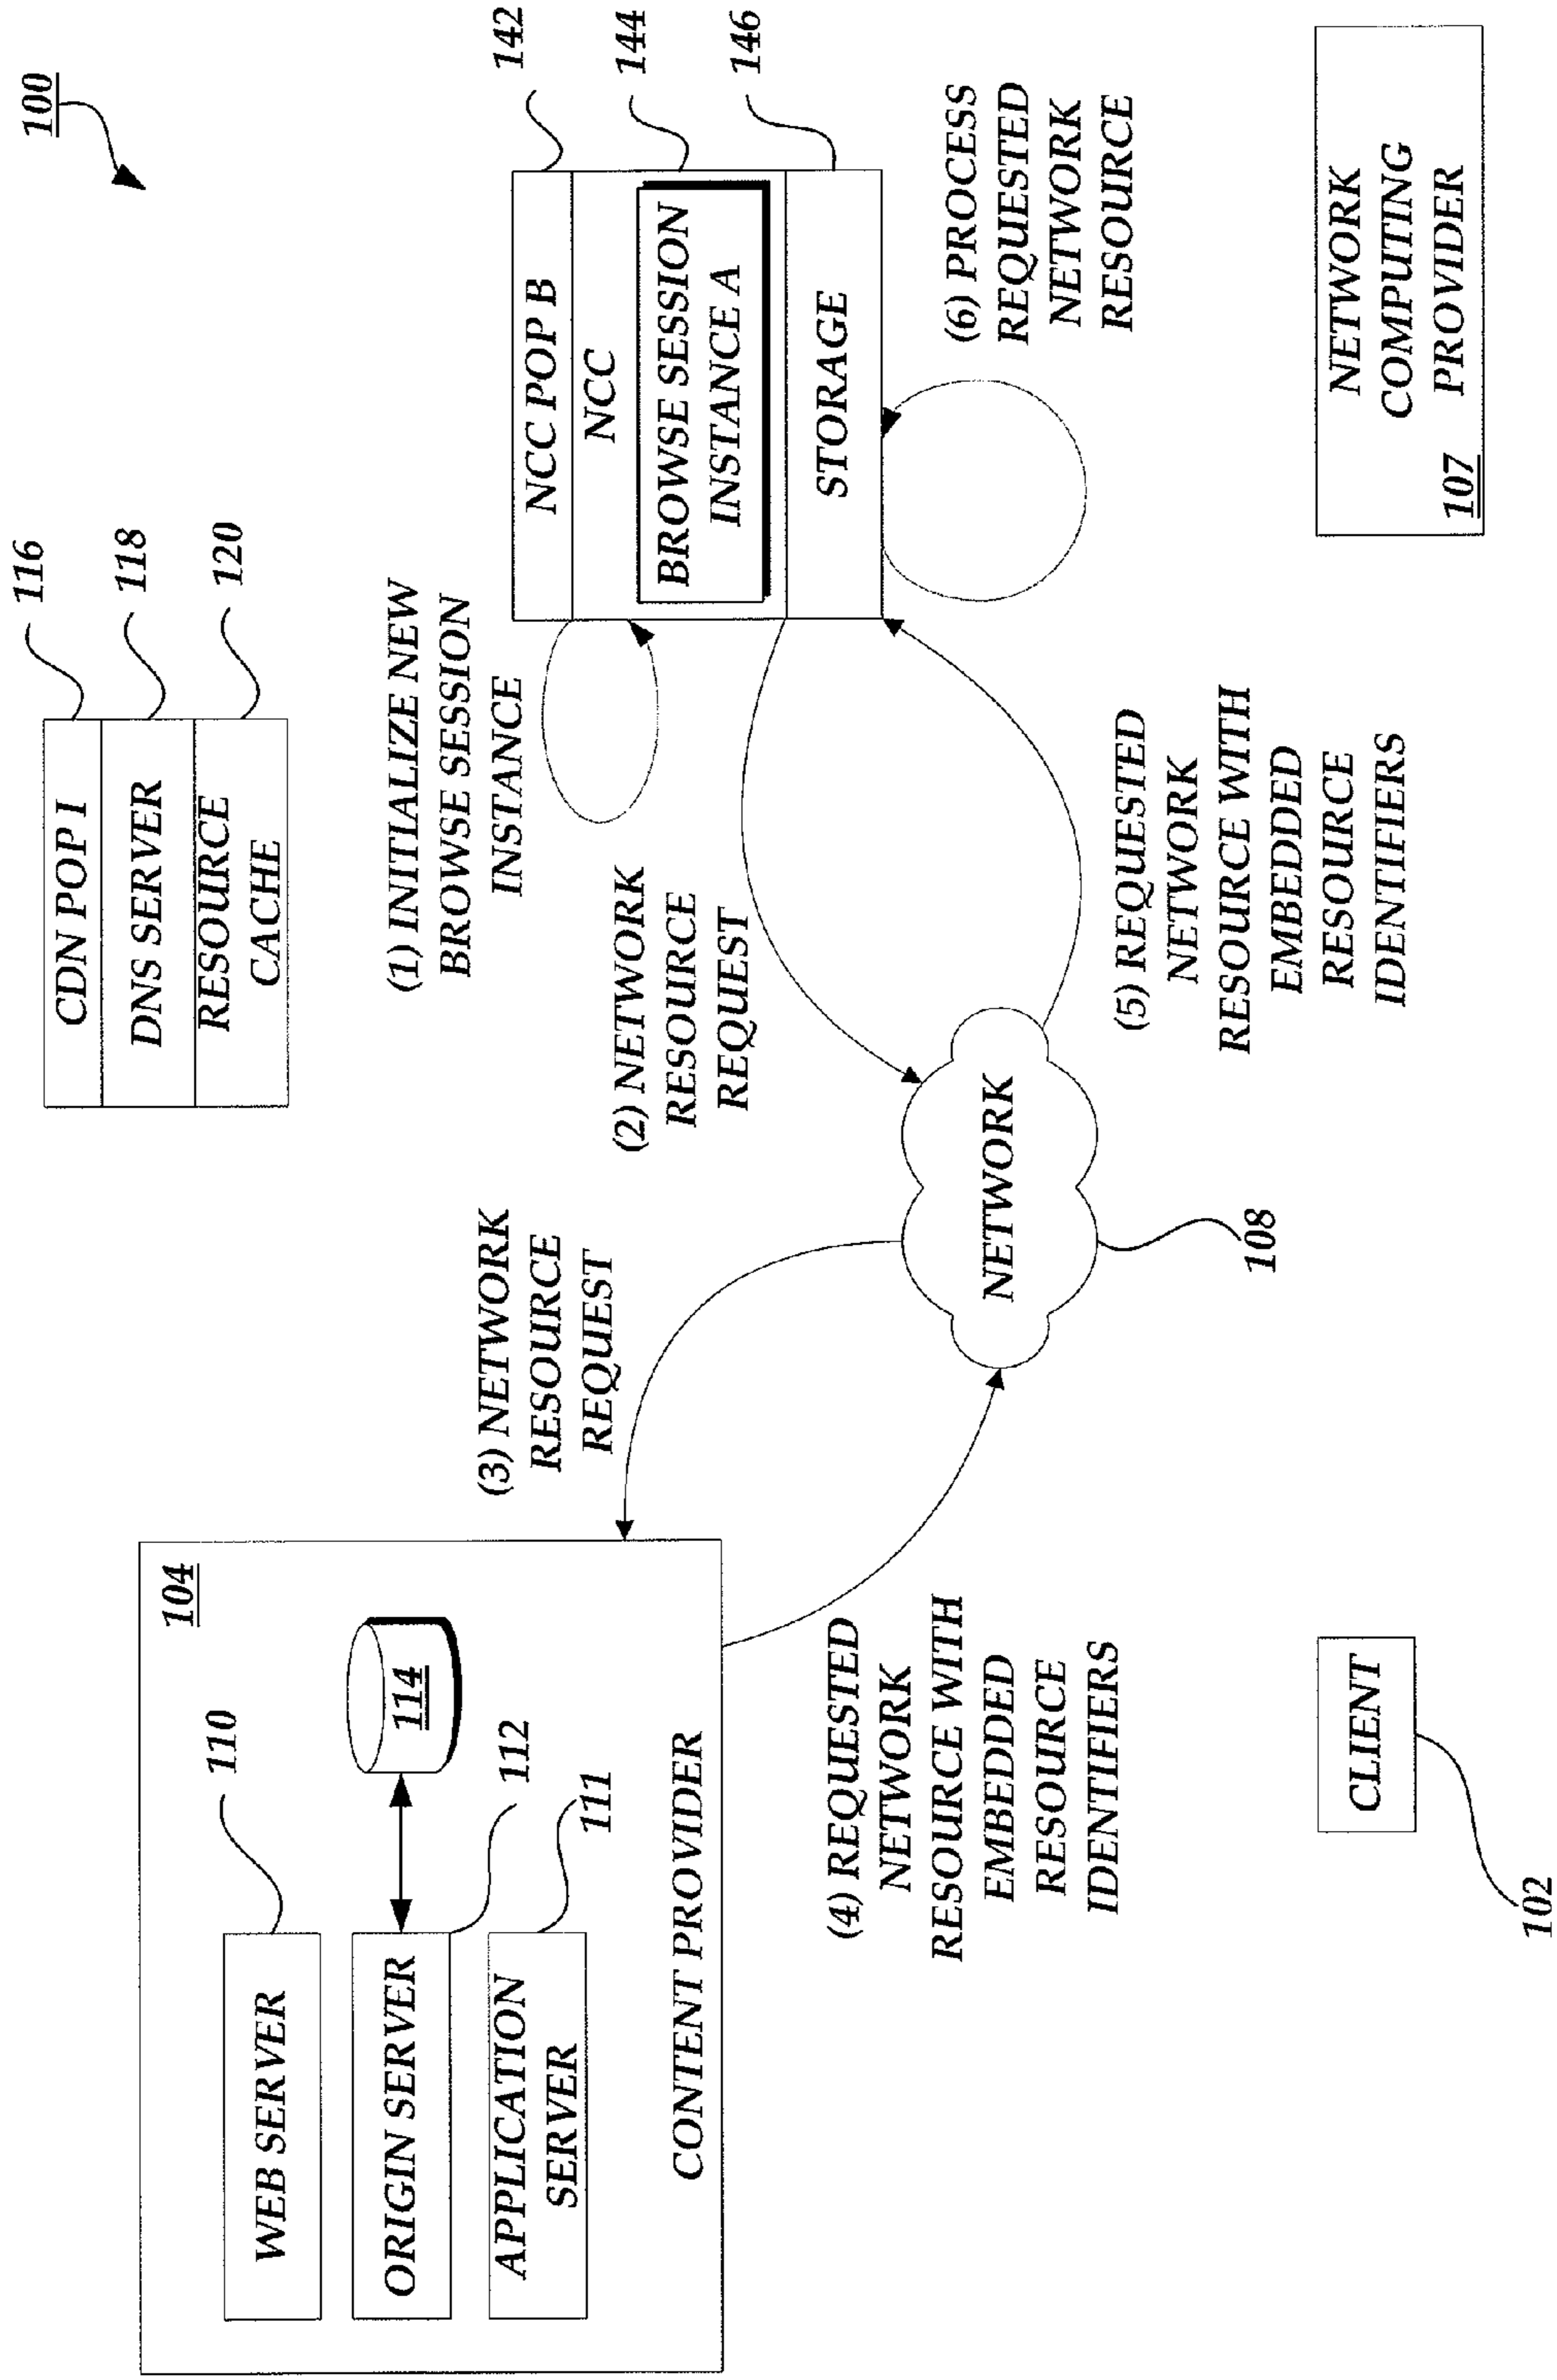 100
104
WEB SERVER
110
ORIGIN SERVER
114
112
APPLICATION
SERVER
111
CONTENT PROVIDER
CDN POP I
116
DNS SERVER
118
RESOURCE
CACHE
120
(1) INITIALIZE NEW
BROWSE SESSION
INSTANCE
(2) NETWORK
RESOURCE
REQUEST
(3) NETWORK
RESOURCE
REQUEST
NCC POP B
142
NCC
144
BROWSE SESSION
INSTANCE A
STORAGE
146
(4) REQUESTED
NETWORK
RESOURCE WITH
EMBEDDED
RESOURCE
IDENTIFIERS
NETWORK
108
(5) REQUESTED
NETWORK
RESOURCE WITH
EMBEDDED
RESOURCE
IDENTIFIERS
(6) PROCESS
REQUESTED
NETWORK
RESOURCE
CLIENT
102
NETWORK
COMPUTING
PROVIDER
107